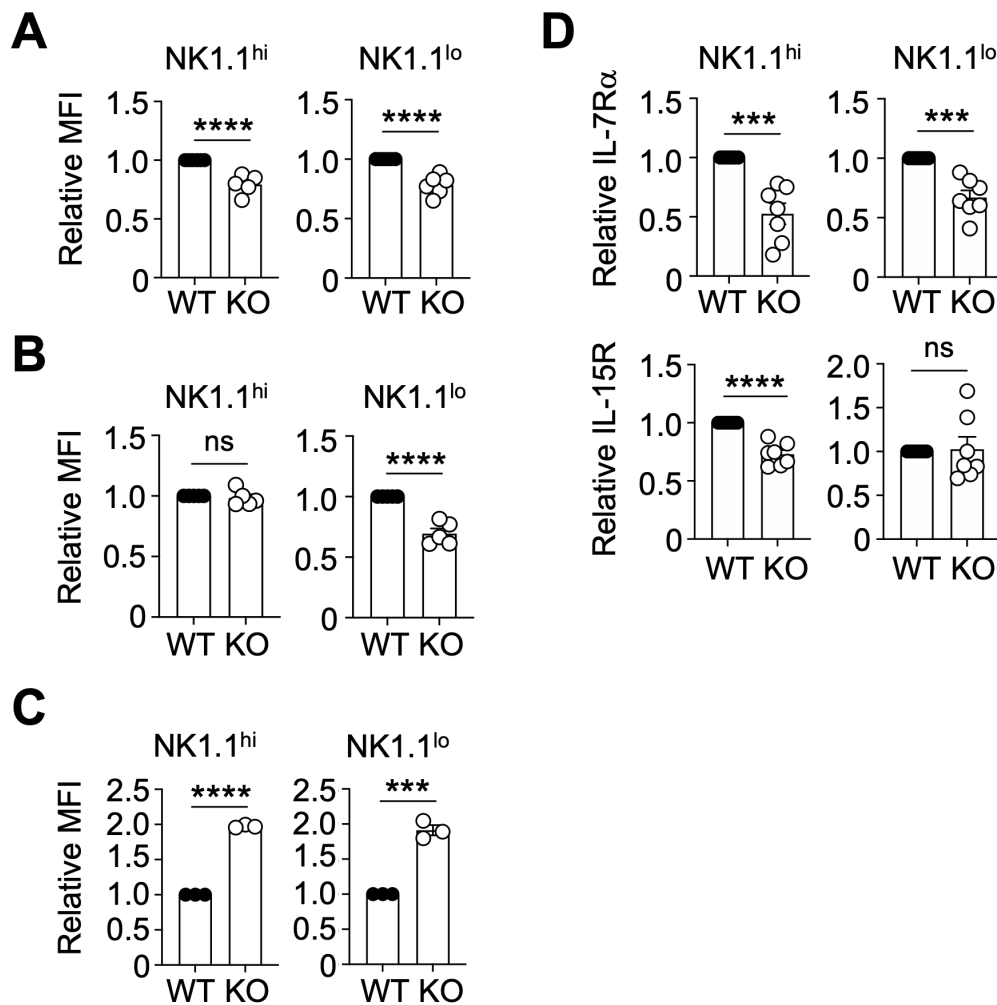 A
NK1.1hi
NK1.1lo
Relative MFI
1.5
1.0
0.5
0
****
WT KO
1.5
1.0
0.5
0
****
WT KO
B
NK1.1hi
NK1.1lo
Relative MFI
1.5
1.0
0.5
0
ns
WT KO
1.5
1.0
0.5
0
****
WT KO
C
NK1.1hi
NK1.1lo
Relative MFI
2.5
2.0
1.5
1.0
0.5
0
****
WT KO
2.5
2.0
1.5
1.0
0.5
0
***
WT KO
D
NK1.1hi
NK1.1lo
Relative IL-7Rα
1.5
1.0
0.5
0
***
WT KO
1.5
1.0
0.5
0
***
WT KO
Relative IL-15R
1.5
1.0
0.5
0
****
WT KO
2.0
1.5
1.0
0.5
0
ns
WT KO